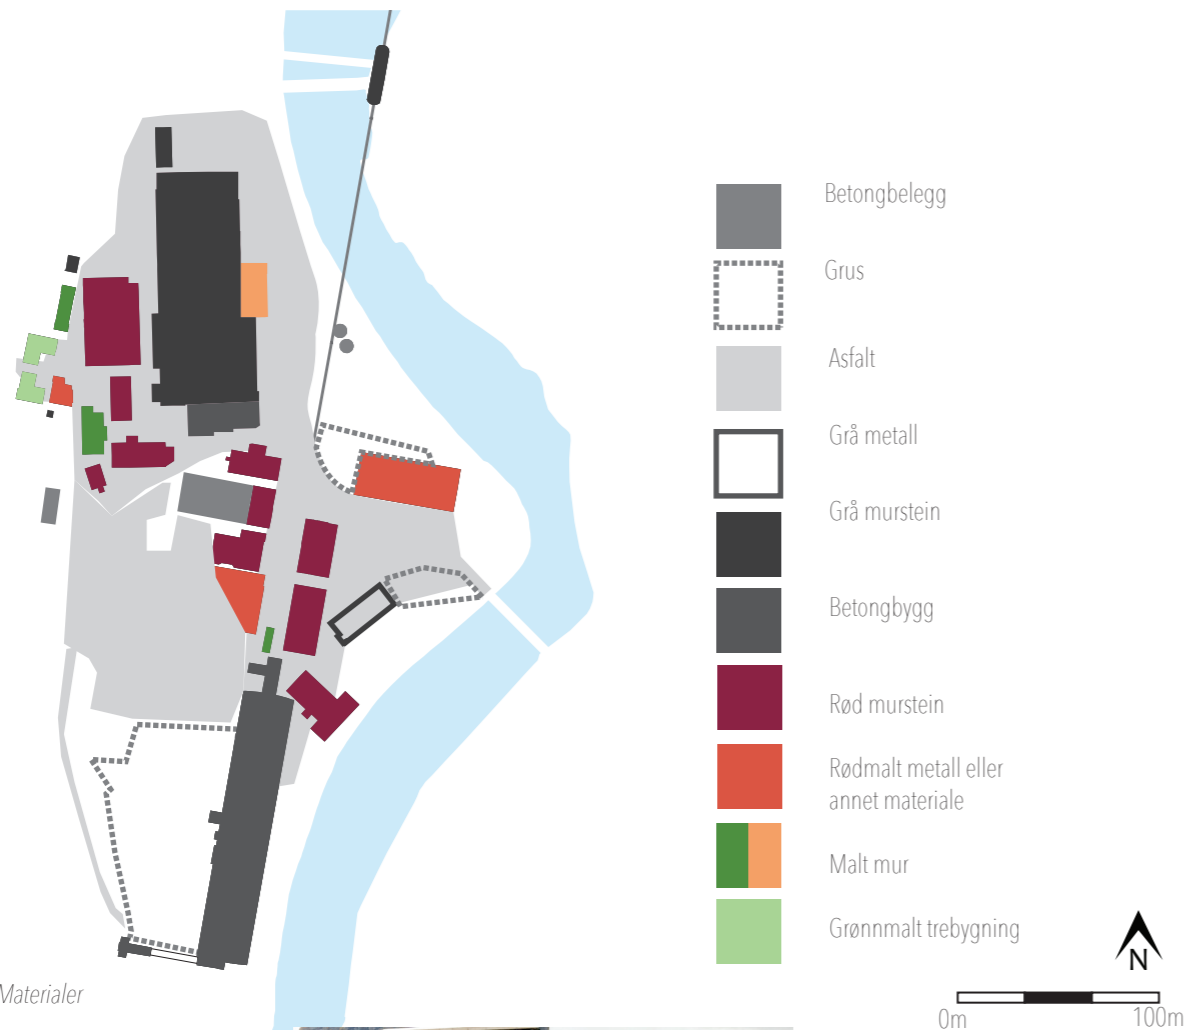 Betongbelegg
Grus
Asfalt
Grå metall
Grå murstein
Betongbygg
Rød murstein
Rødmalt metall eller
annet materiale
Malt mur
Grønnmalt trebygning
N
0m
100m
Materialer